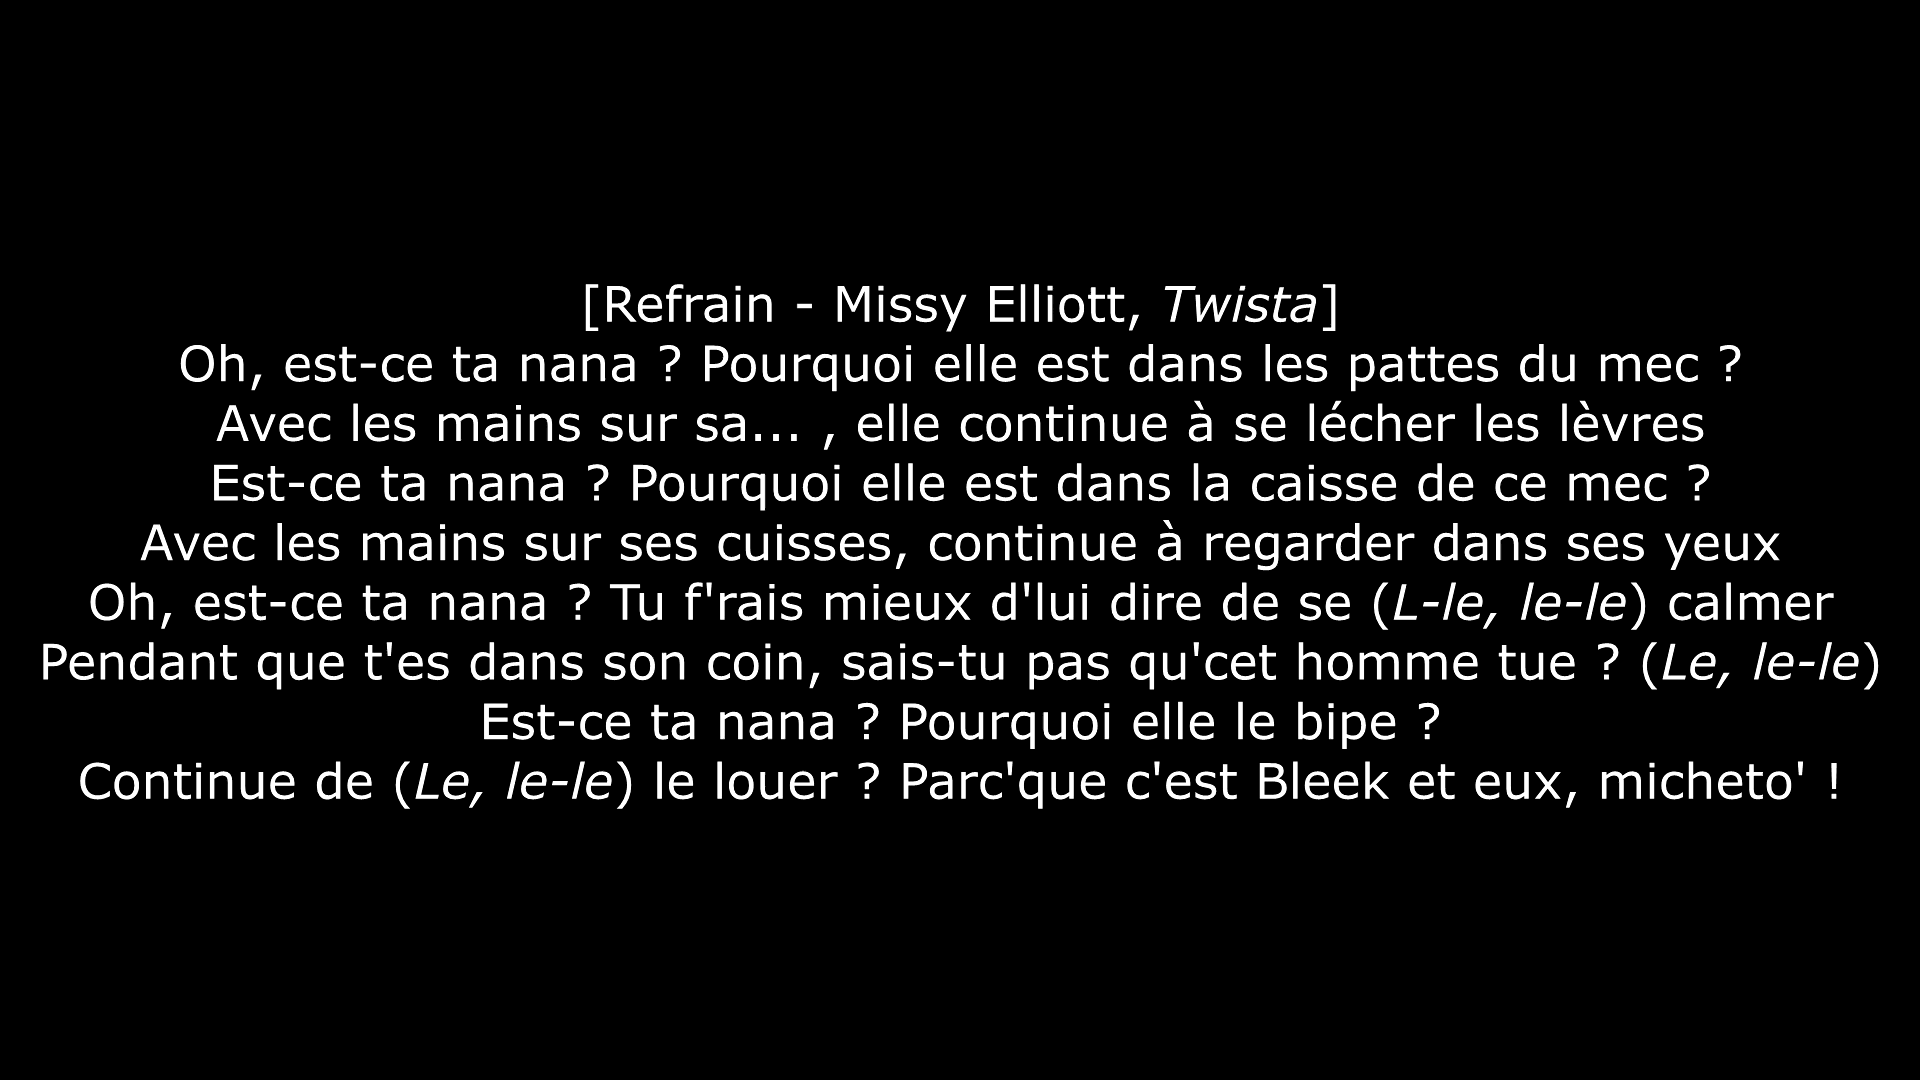 [Refrain - Missy Elliott, Twista]
Oh, est-ce ta nana ? Pourquoi elle est dans les pattes du mec ?
Avec les mains sur sa... , elle continue à se lécher les lèvres
Est-ce ta nana ? Pourquoi elle est dans la caisse de ce mec ?
Avec les mains sur ses cuisses, continue à regarder dans ses yeux
Oh, est-ce ta nana ? Tu f'rais mieux d'lui dire de se (L-le, le-le) calmer
Pendant que t'es dans son coin, sais-tu pas qu'cet homme tue ? (Le, le-le)
Est-ce ta nana ? Pourquoi elle le bipe ?
Continue de (Le, le-le) le louer ? Parc'que c'est Bleek et eux, micheto' !